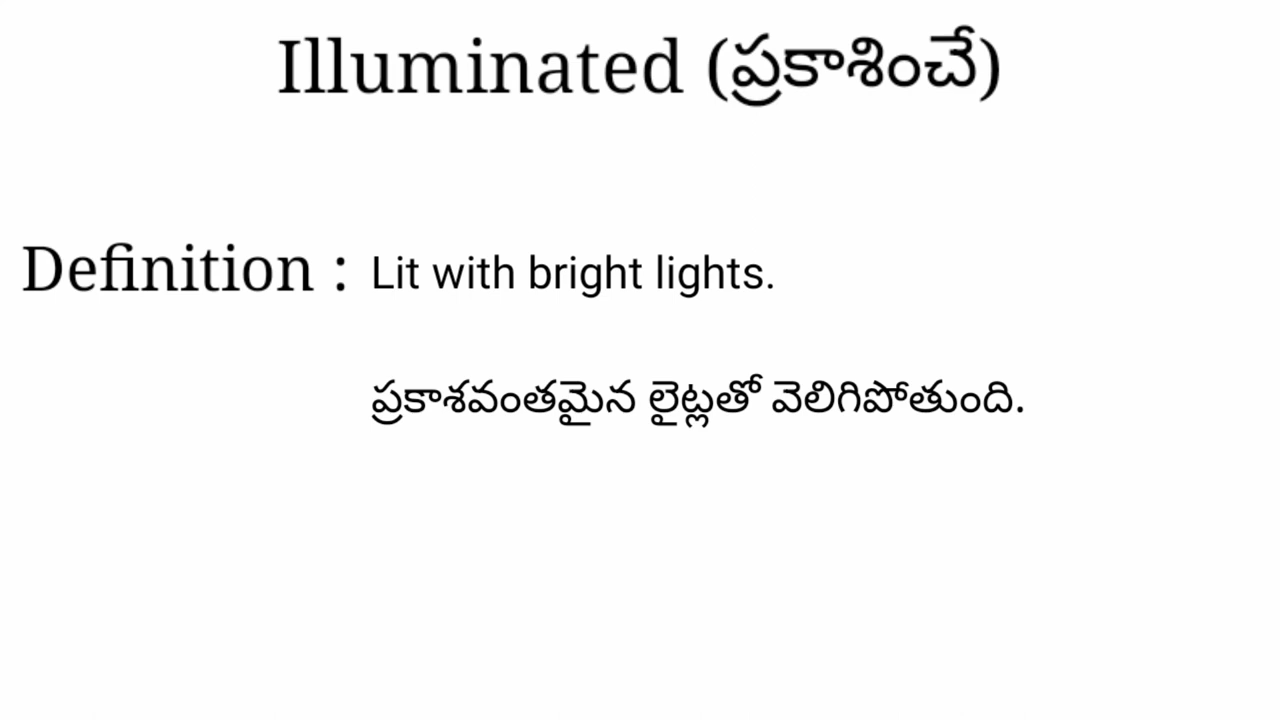 Illuminated (ప్రకాశించే)
Definition : Lit with bright lights.
ప్రకాశవంతమైన లైట్లతో వెలిగిపోతుంది.